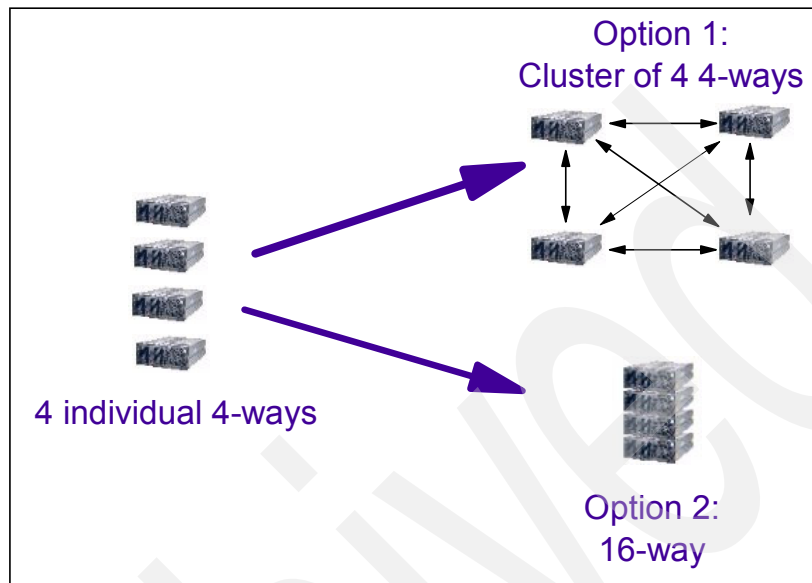 Option 1:
Cluster of 4 4-ways
4 individual 4-ways
Option 2:
16-way